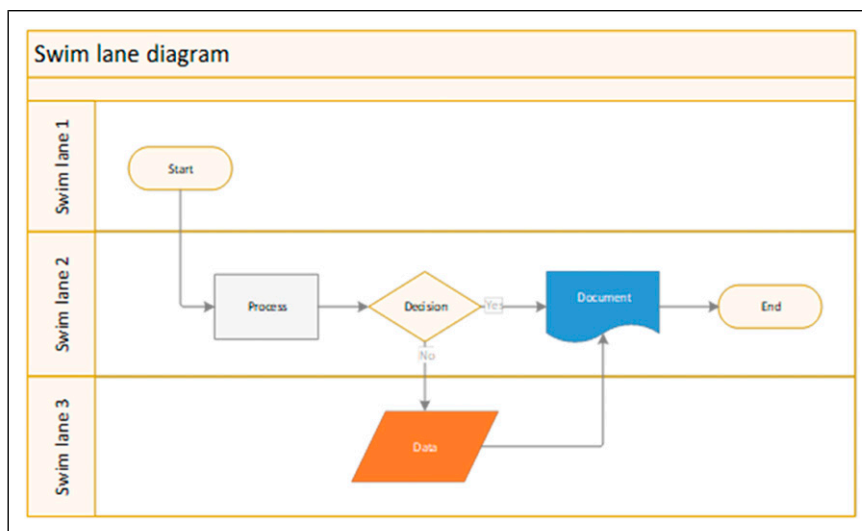 Swim lane diagram
Swim lane 1
Start
Swim lane 2
Process
Decision
Yes
Document
End
No
Swim lane 3
Data